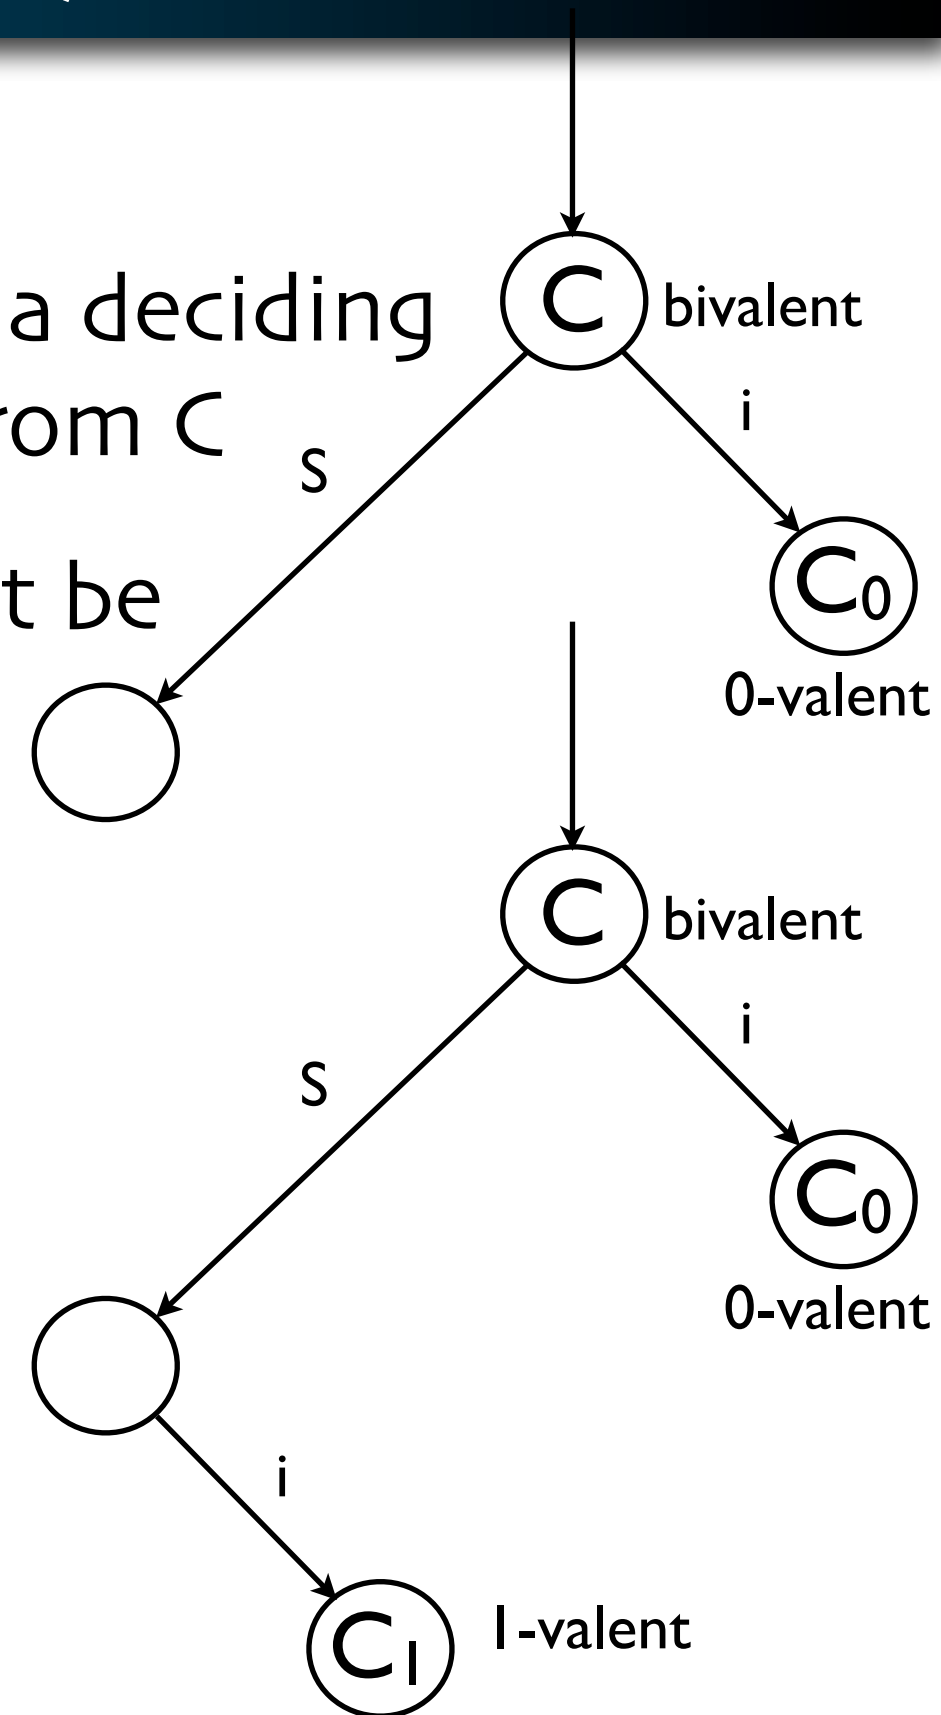 C bivalent
a deciding
i
rom C
s
C0
t be
0-valent
C bivalent
i
s
C0
0-valent
i
C1 1-valent